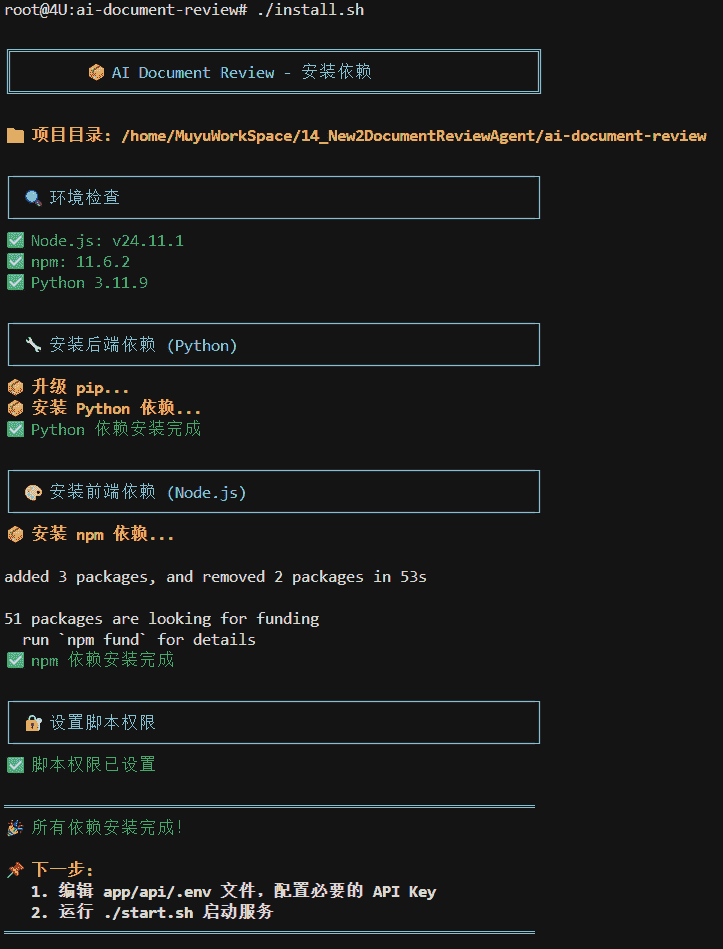 root@4U:ai-document-review# ./install.sh
📦 AI Document Review - 安装依赖
📁 项目目录: /home/MuyuWorkSpace/14_New2DocumentReviewAgent/ai-document-review
🔍 环境检查
✅ Node.js: v24.11.1
✅ npm: 11.6.2
✅ Python 3.11.9
🔧 安装后端依赖 (Python)
📦 升级 pip...
📦 安装 Python 依赖...
✅ Python 依赖安装完成
🎨 安装前端依赖 (Node.js)
📦 安装 npm 依赖...
added 3 packages, and removed 2 packages in 53s
51 packages are looking for funding
  run `npm fund` for details
✅ npm 依赖安装完成
🔐 设置脚本权限
✅ 脚本权限已设置
🎉 所有依赖安装完成!
📌 下一步:
1. 编辑 app/api/.env 文件，配置必要的 API Key
2. 运行 ./start.sh 启动服务